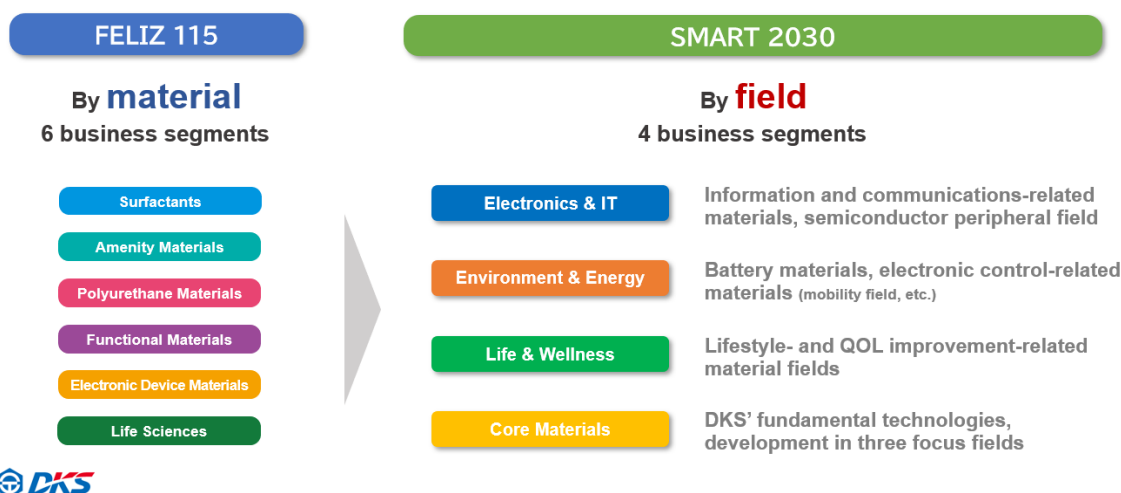 FELIZ 115
By material
6 business segments
Surfactants
Amenity Materials
Polyurethane Materials
Functional Materials
Electronic Device Materials
Life Sciences
SMART 2030
By field
4 business segments
Electronics & IT
Information and communications-related
materials, semiconductor peripheral field
Environment & Energy
Battery materials, electronic control-related
materials (mobility field, etc.)
Life & Wellness
Lifestyle- and QOL improvement-related
material fields
Core Materials
DKS’ fundamental technologies,
development in three focus fields
DKS